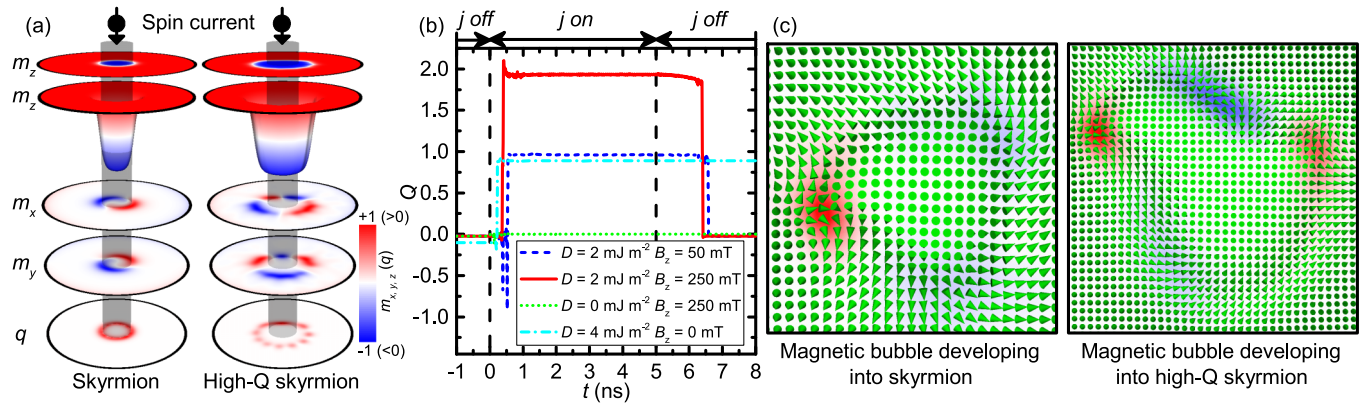 (a)
Spin current
m_z
m_z
m_x
m_y
q
+1 (>0)
m_x, y, z (q)
-1 (<0)
Skyrmion
High-Q skyrmion
(b)
j off
j on
j off
2.0
1.5
1.0
0.5
0.0
-0.5
-1.0
Q
D = 2 mJ m⁻² B_z = 50 mT
D = 2 mJ m⁻² B_z = 250 mT
D = 0 mJ m⁻² B_z = 250 mT
D = 4 mJ m⁻² B_z = 0 mT
-1 0 1 2 3 4 5 6 7 8
t (ns)
(c)
Magnetic bubble developing
into skyrmion
Magnetic bubble developing
into high-Q skyrmion